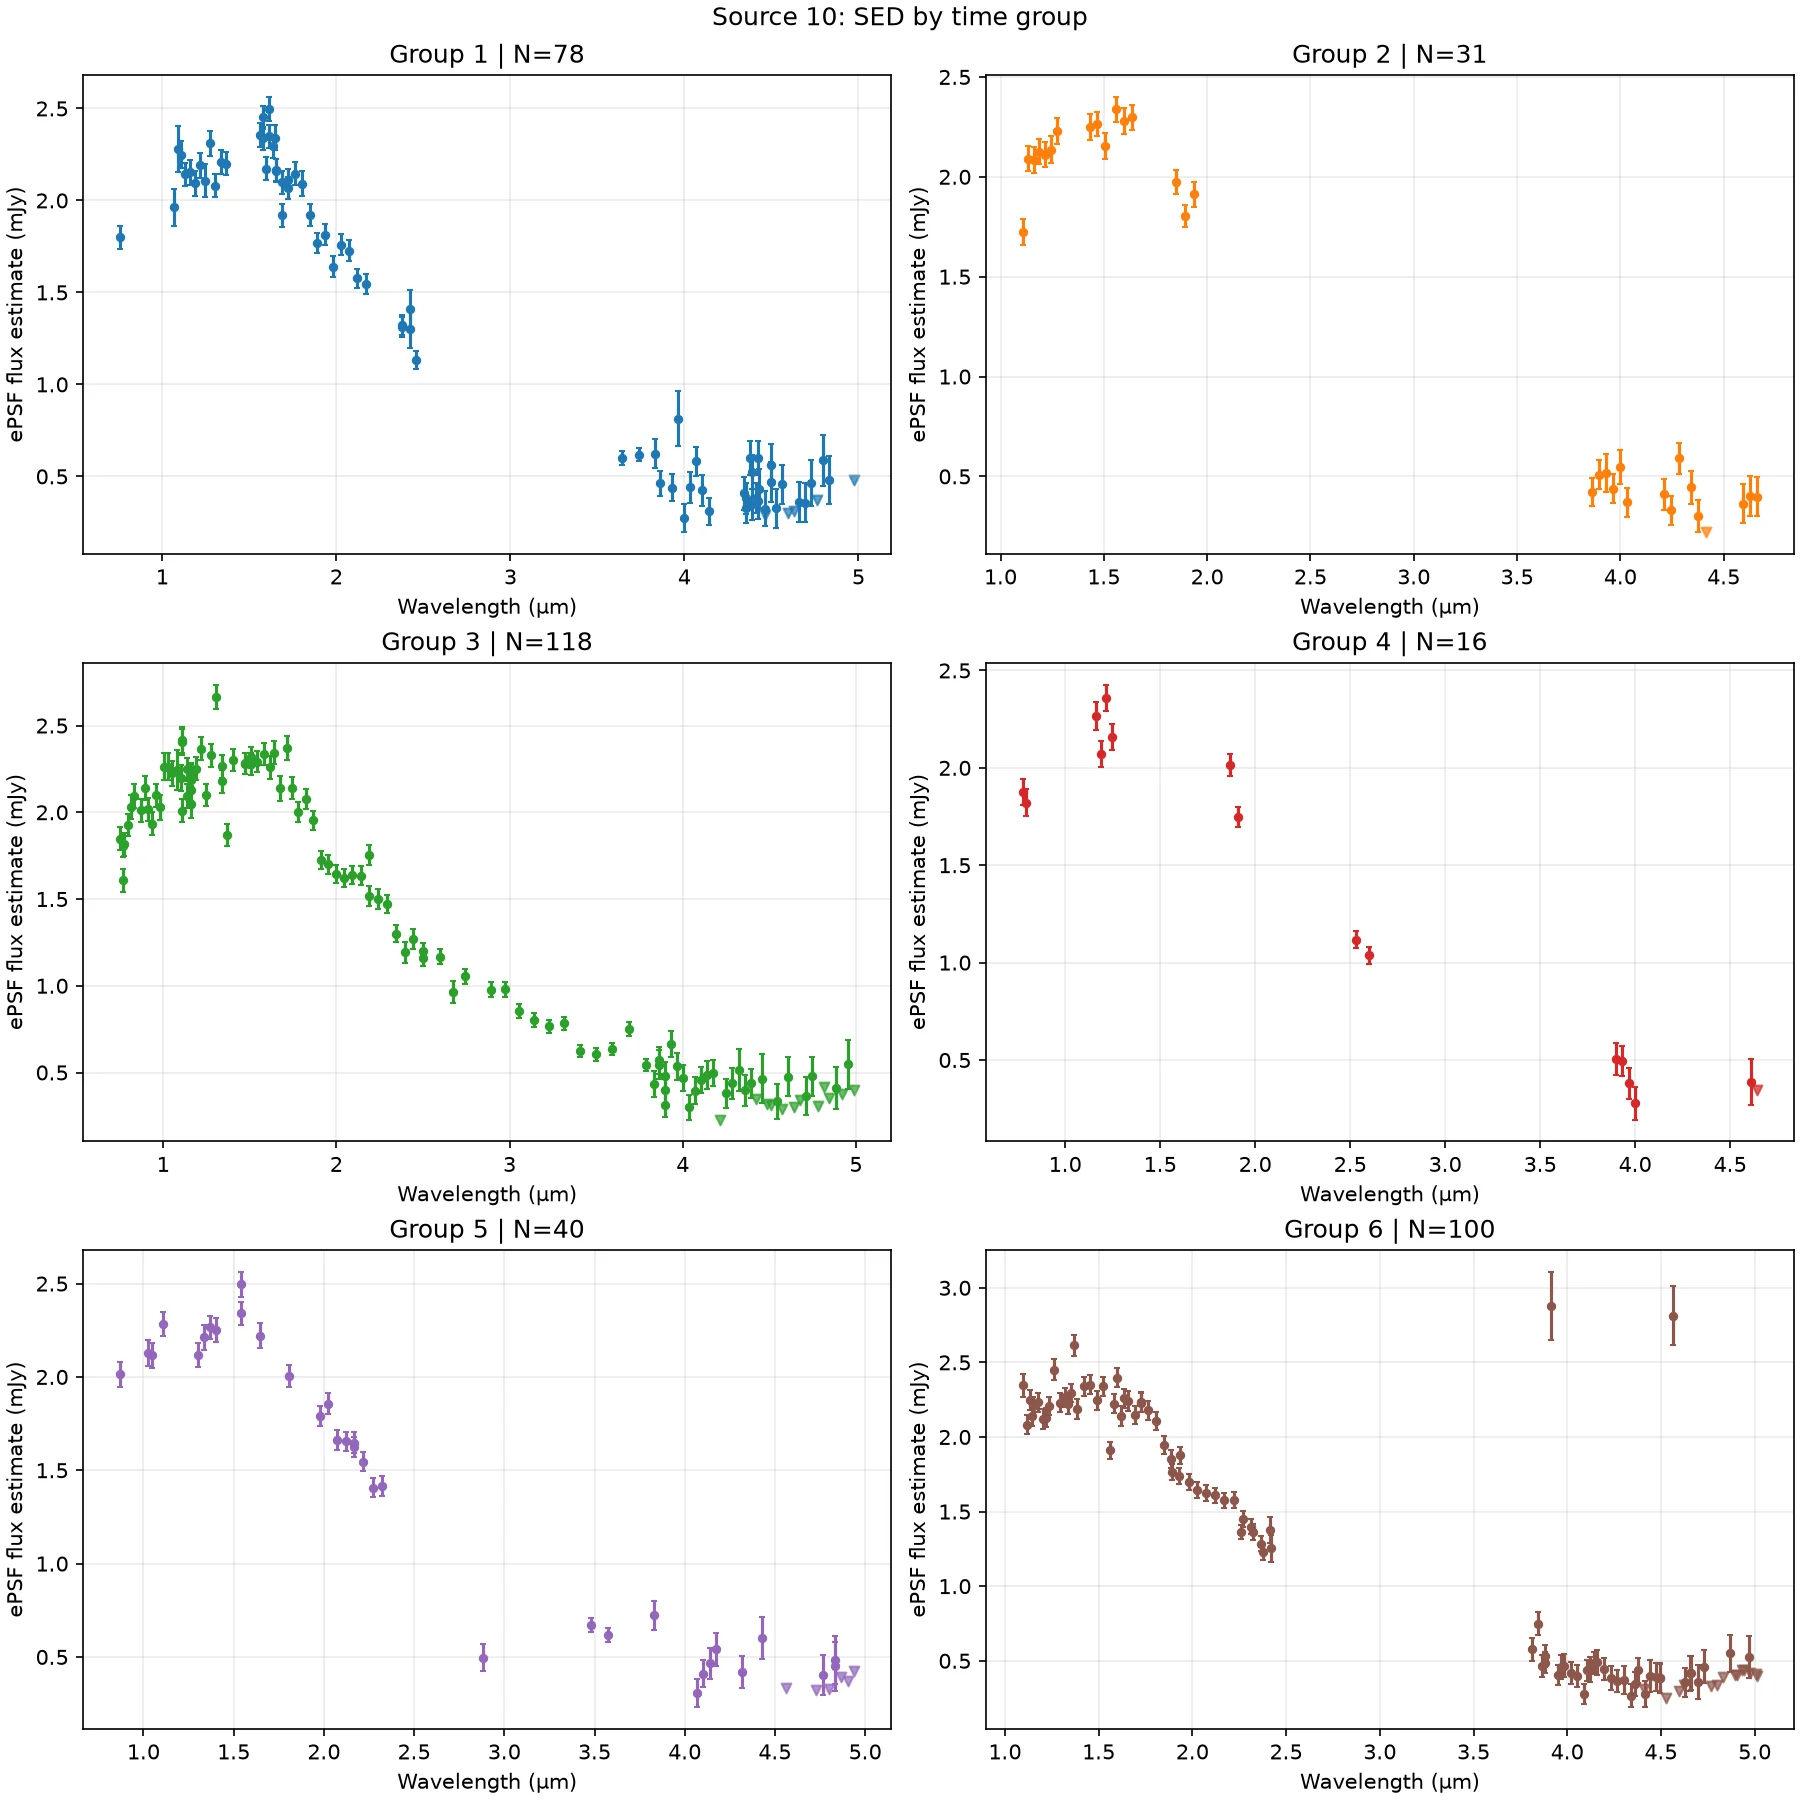 Source 10: SED by time group
Group 1 | N=78
2.5
2.0
1.5
1.0
0.5
ePSF flux estimate (mJy)
1 2 3 4 5
Wavelength (μm)
Group 2 | N=31
2.5
2.0
1.5
1.0
0.5
ePSF flux estimate (mJy)
1.0 1.5 2.0 2.5 3.0 3.5 4.0 4.5
Wavelength (μm)
Group 3 | N=118
2.5
2.0
1.5
1.0
0.5
ePSF flux estimate (mJy)
1 2 3 4 5
Wavelength (μm)
Group 4 | N=16
2.5
2.0
1.5
1.0
0.5
ePSF flux estimate (mJy)
1.0 1.5 2.0 2.5 3.0 3.5 4.0 4.5
Wavelength (μm)
Group 5 | N=40
2.5
2.0
1.5
1.0
0.5
ePSF flux estimate (mJy)
1.0 1.5 2.0 2.5 3.0 3.5 4.0 4.5 5.0
Wavelength (μm)
Group 6 | N=100
3.0
2.5
2.0
1.5
1.0
0.5
ePSF flux estimate (mJy)
1.0 1.5 2.0 2.5 3.0 3.5 4.0 4.5 5.0
Wavelength (μm)